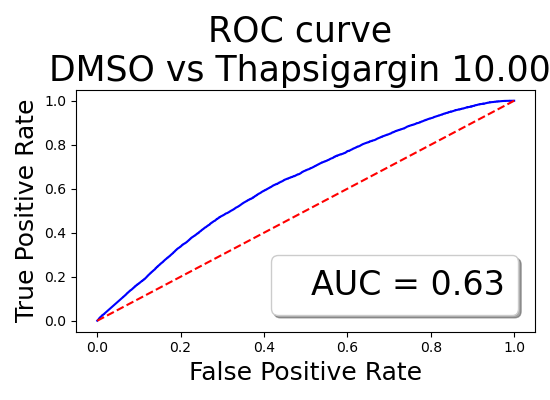 ROC curve
DMSO vs Thapsigargin 10.00
True Positive Rate
1.0
0.8
0.6
0.4
0.2
0.0
AUC = 0.63
0.0 0.2 0.4 0.6 0.8 1.0
False Positive Rate